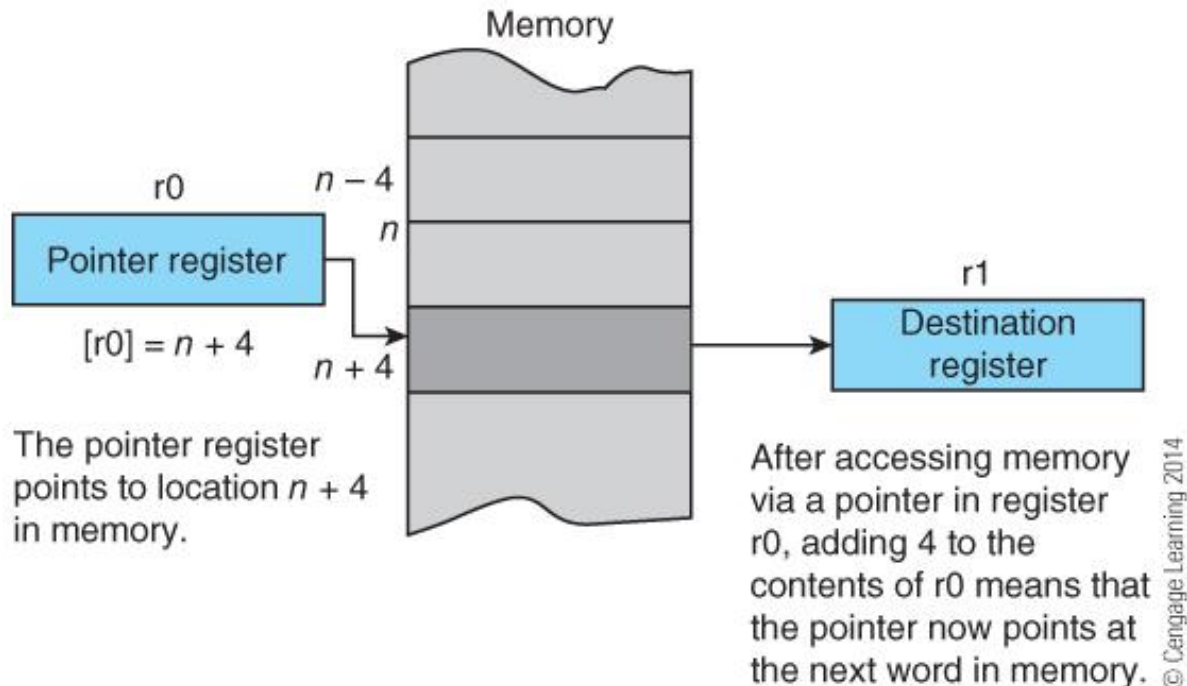 Memory
r0
n – 4
n
Pointer register
[r0] = n + 4
n + 4
r1
Destination
register
The pointer register
points to location n + 4
in memory.
After accessing memory
via a pointer in register
r0, adding 4 to the
contents of r0 means that
the pointer now points at
the next word in memory.
© Cengage Learning 2014